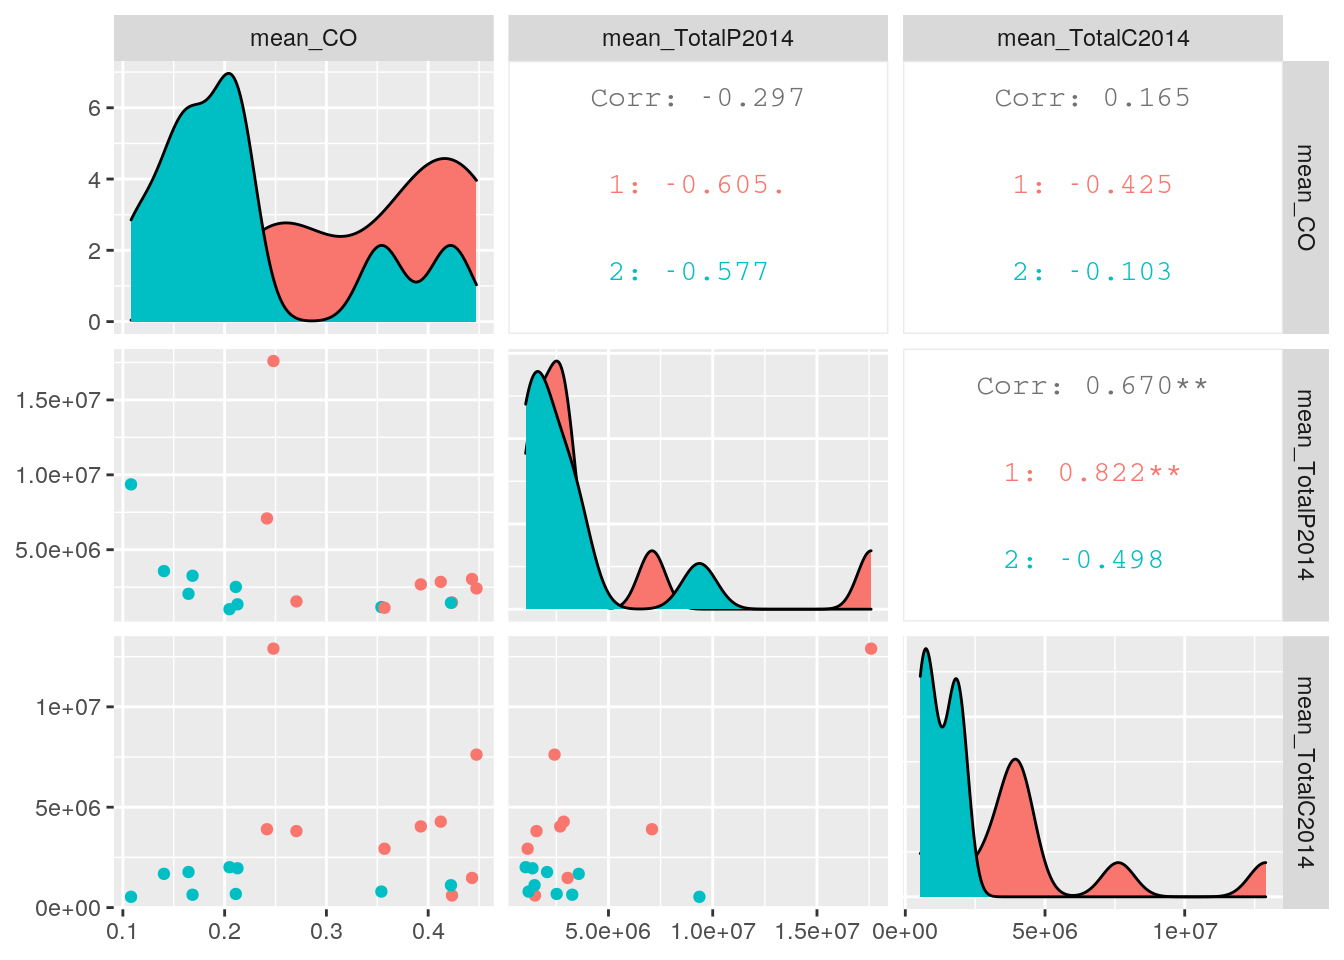 mean_CO
mean_TotalP2014
mean_TotalC2014
6
4
2
0
Corr: -0.297
1: -0.605.
2: -0.577
Corr: 0.165
1: -0.425
2: -0.103
mean_CO
1.5e+07
1.0e+07
5.0e+06
Corr: 0.670**
1: 0.822**
2: -0.498
mean_TotalP2014
1e+07
5e+06
0e+00
mean_TotalC2014
0.1
0.2
0.3
0.4
5.0e+06
1.0e+07
1.5e+07
0e+00
5e+06
1e+07